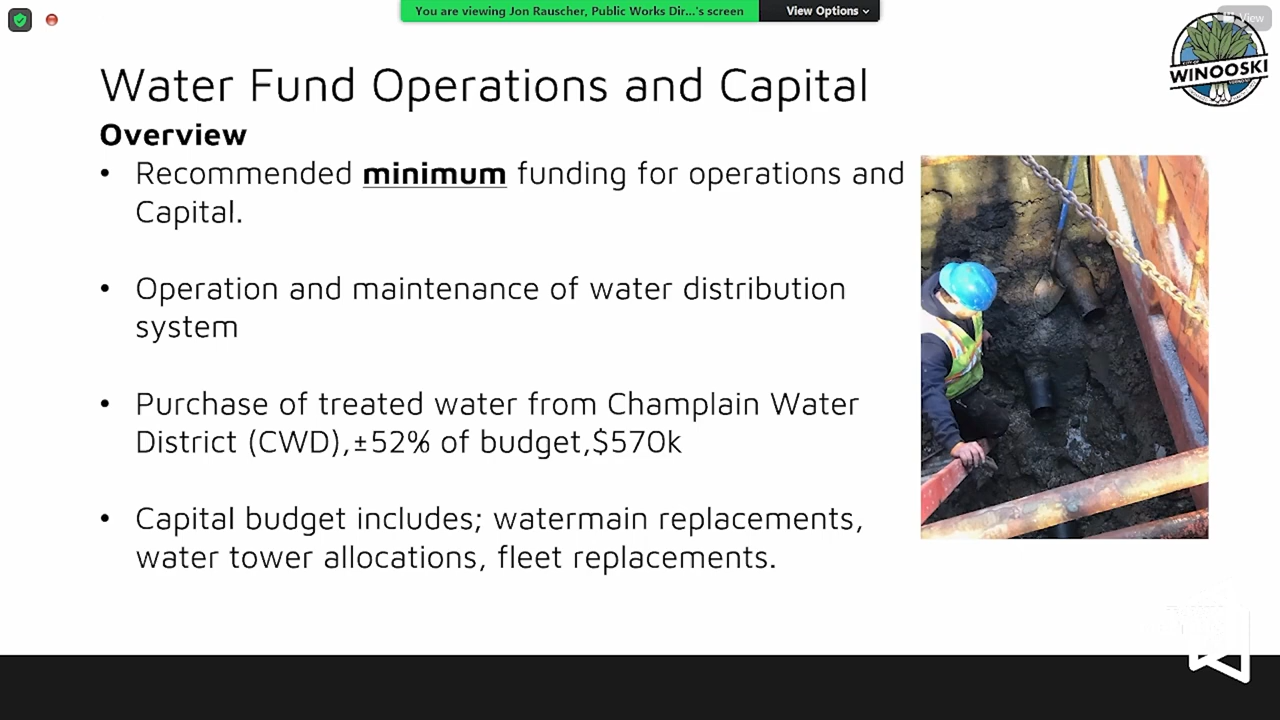 You are viewing Jon Rauscher, Public Works Dir...'s screen
View Options
View
WINOOSKI
Water Fund Operations and Capital
Overview
• Recommended minimum funding for operations and
Capital.
• Operation and maintenance of water distribution
system
• Purchase of treated water from Champlain Water
District (CWD),±52% of budget,$570k
• Capital budget includes; watermain replacements,
water tower allocations, fleet replacements.